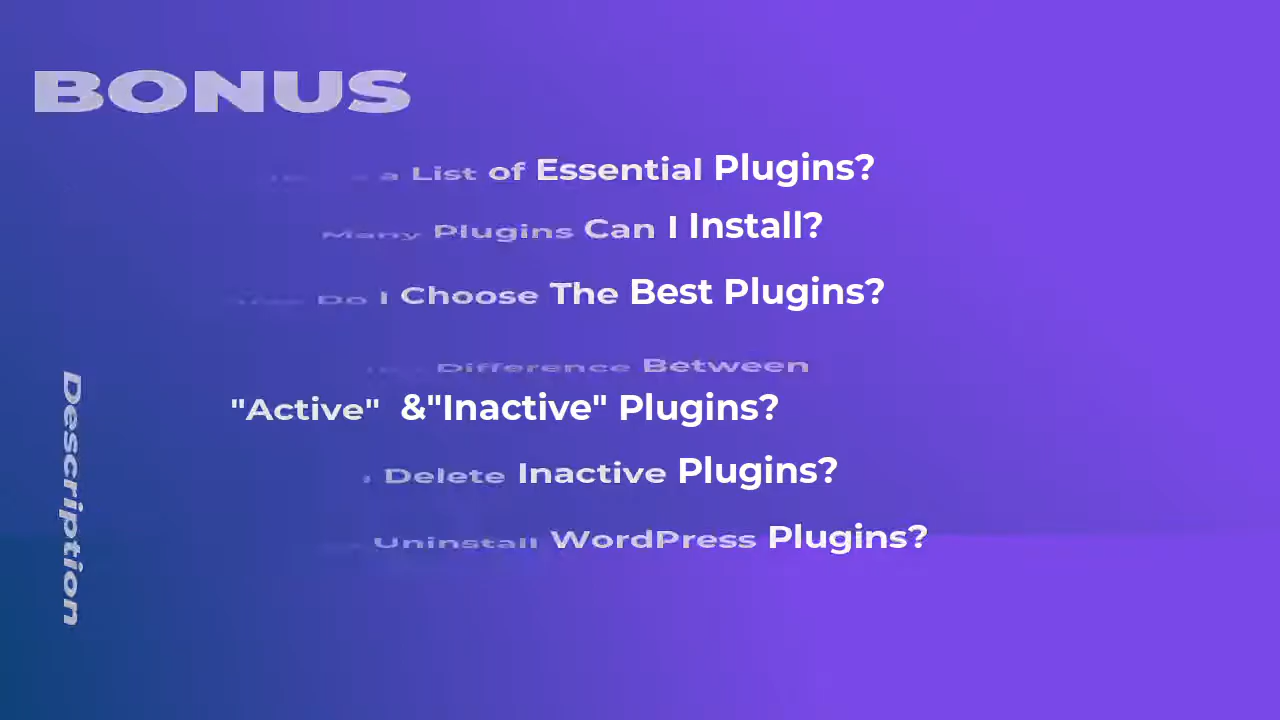 BONUS
a List of Essential Plugins?
Many Plugins Can I Install?
Do I Choose The Best Plugins?
Difference Between
"Active" &"Inactive" Plugins?
Delete Inactive Plugins?
Uninstall WordPress Plugins?
Description